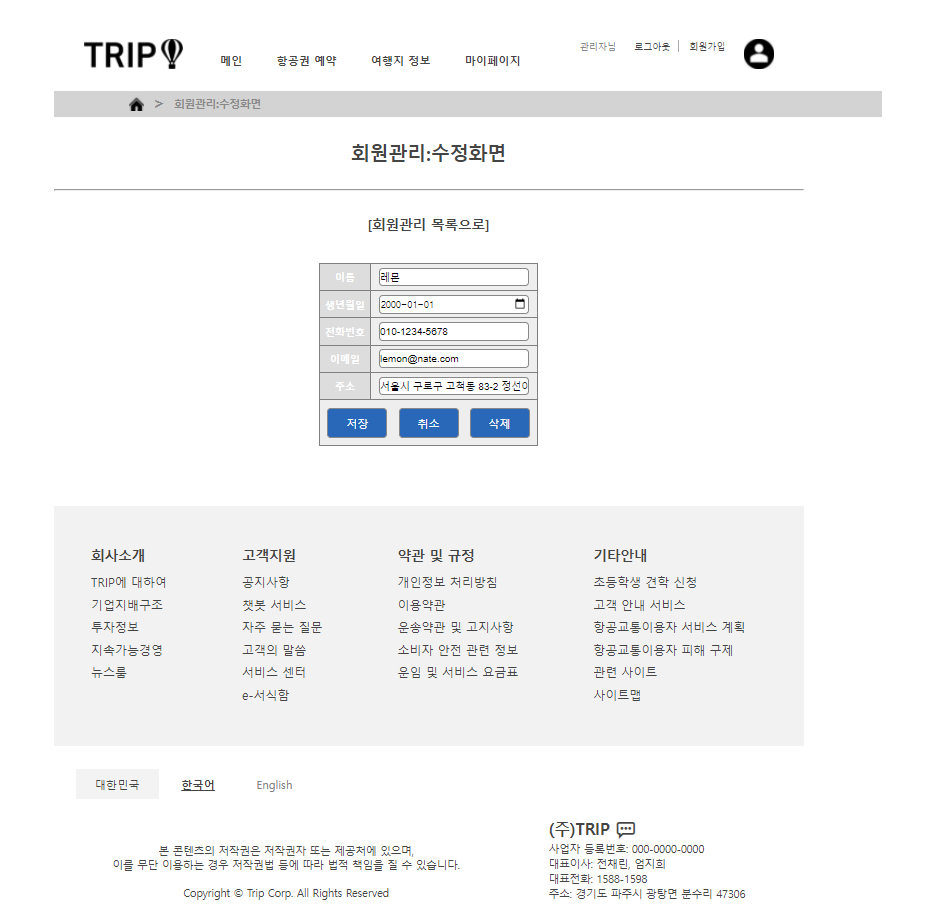 TRIP
메인 항공권 예약 여행지 정보 마이페이지
관리자님 로그아웃 | 회원가입
> 회원관리:수정화면
회원관리:수정화면
[회원관리 목록으로]
이름 레몬
생년월일 2000-01-01
전화번호 010-1234-5678
이메일 lemon@nate.com
주소 서울시 구로구 고척동 83-2 정선아
저장 취소 삭제
회사소개
TRIP에 대하여
기업지배구조
투자정보
지속가능경영
뉴스룸
고객지원
공지사항
챗봇 서비스
자주 묻는 질문
고객의 말씀
서비스 센터
e-서식함
약관 및 규정
개인정보 처리방침
이용약관
운송약관 및 고지사항
소비자 안전 관련 정보
운임 및 서비스 요금표
기타안내
초등학생 견학 신청
고객 안내 서비스
항공교통이용자 서비스 계획
항공교통이용자 피해 구제
관련 사이트
사이트맵
대한민국 한국어 English
본 콘텐츠의 저작권은 저작권자 또는 제공처에 있으며,
이를 무단 이용하는 경우 저작권법 등에 따라 법적 책임을 질 수 있습니다.
Copyright © Trip Corp. All Rights Reserved
(주)TRIP
사업자 등록번호: 000-0000-0000
대표이사: 전채린, 엄지희
대표전화: 1588-1598
주소: 경기도 파주시 광탄면 분수리 47306